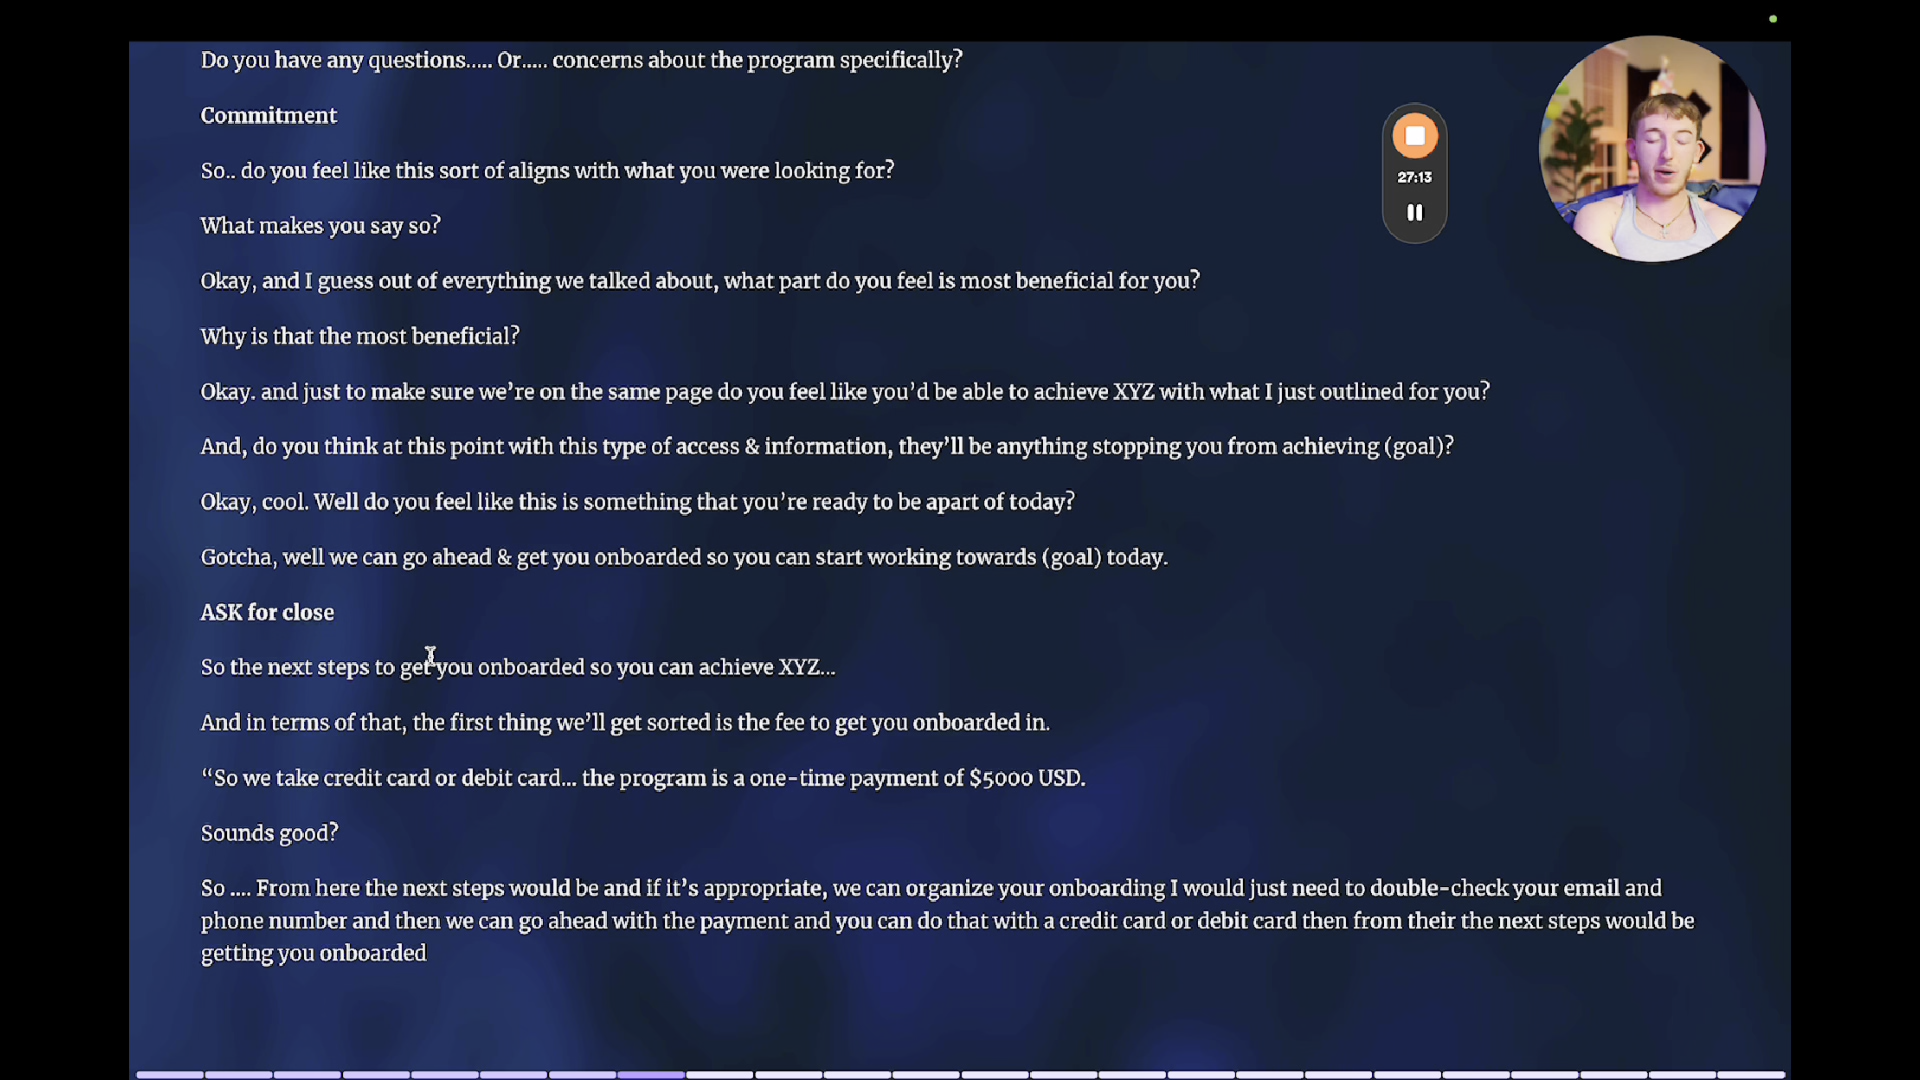 Do you have any questions..... Or..... concerns about the program specifically?
Commitment
So.. do you feel like this sort of aligns with what you were looking for?
27:13
What makes you say so?
Okay, and I guess out of everything we talked about, what part do you feel is most beneficial for you?
Why is that the most beneficial?
Okay. and just to make sure we're on the same page do you feel like you'd be able to achieve XYZ with what I just outlined for you?
And, do you think at this point with this type of access & information, they'll be anything stopping you from achieving (goal)?
Okay, cool. Well do you feel like this is something that you're ready to be apart of today?
Gotcha, well we can go ahead & get you onboarded so you can start working towards (goal) today.
ASK for close
So the next steps to get you onboarded so you can achieve XYZ...
And in terms of that, the first thing we'll get sorted is the fee to get you onboarded in.
“So we take credit card or debit card... the program is a one-time payment of $5000 USD.
Sounds good?
So .... From here the next steps would be and if it's appropriate, we can organize your onboarding I would just need to double-check your email and
phone number and then we can go ahead with the payment and you can do that with a credit card or debit card then from their the next steps would be
getting you onboarded